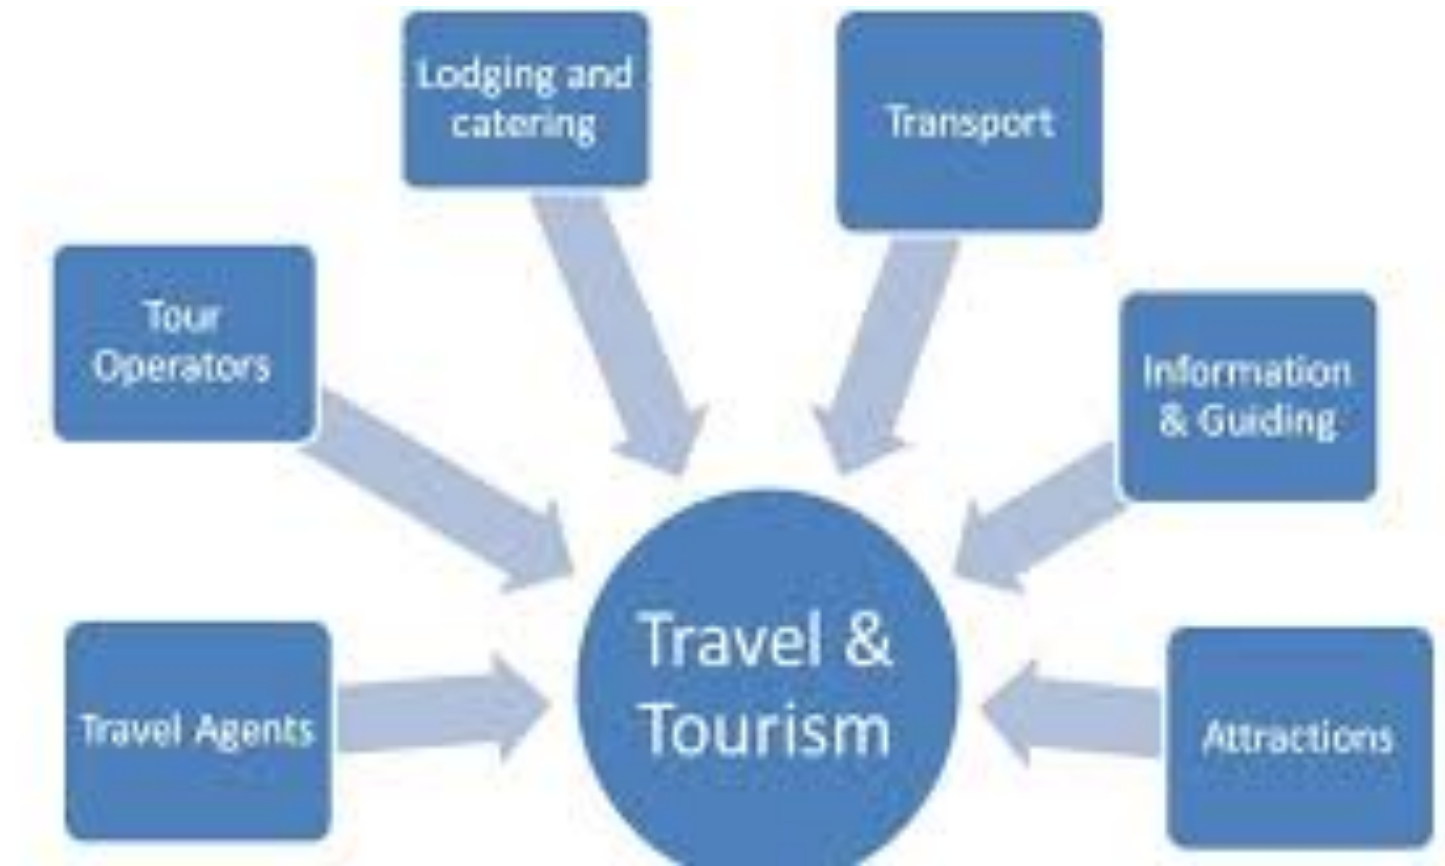 Lodging and
catering
Transport
Tour
Operators
Information
& Guiding
Travel &
Tourism
Travel Agents
Attractions